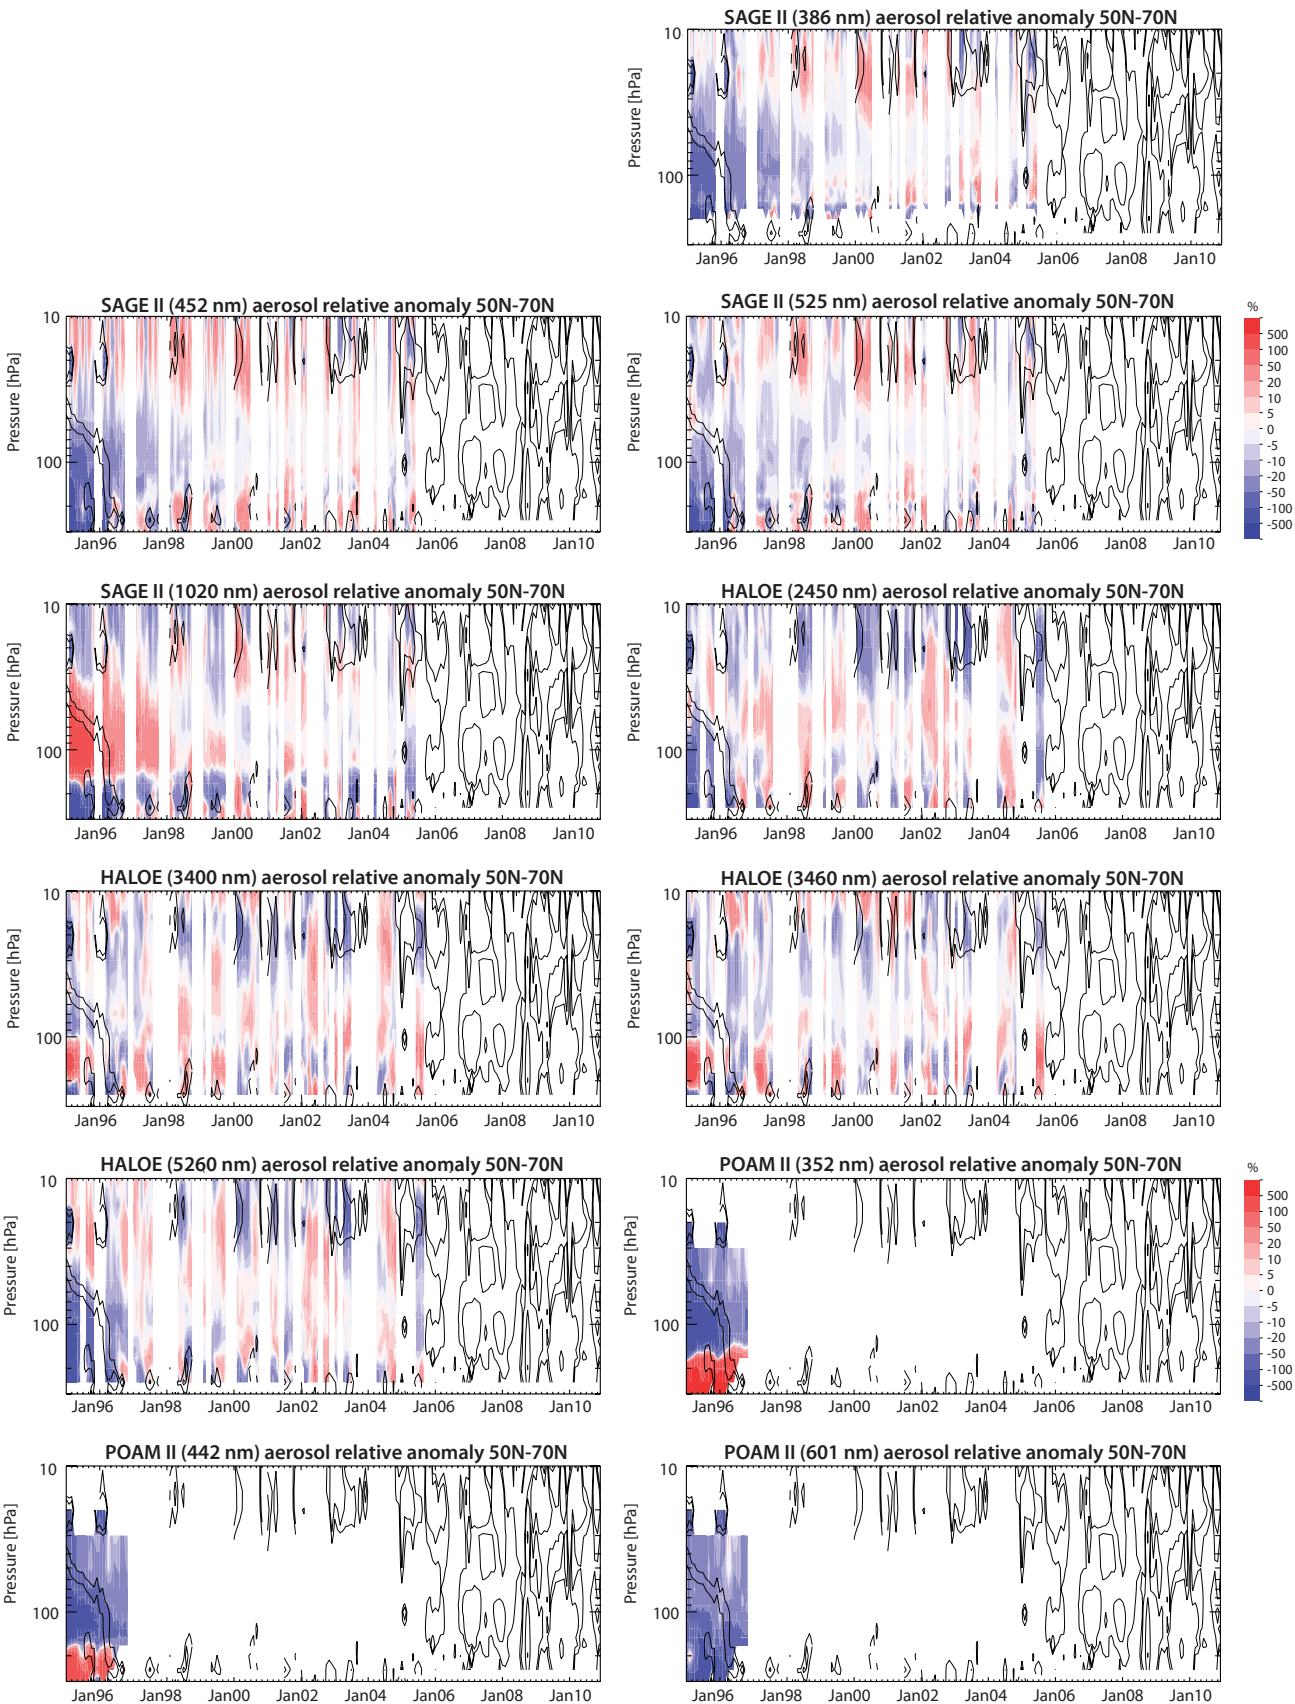 SAGE II (386 nm) aerosol relative anomaly 50N-70N
Pressure [hPa]
10
100
Jan96 Jan98 Jan00 Jan02 Jan04 Jan06 Jan08 Jan10
SAGE II (452 nm) aerosol relative anomaly 50N-70N
Pressure [hPa]
10
100
Jan96 Jan98 Jan00 Jan02 Jan04 Jan06 Jan08 Jan10
SAGE II (525 nm) aerosol relative anomaly 50N-70N
Pressure [hPa]
10
100
Jan96 Jan98 Jan00 Jan02 Jan04 Jan06 Jan08 Jan10
%
500
100
50
20
10
5
0
-5
-10
-20
-50
-100
-500
SAGE II (1020 nm) aerosol relative anomaly 50N-70N
Pressure [hPa]
10
100
Jan96 Jan98 Jan00 Jan02 Jan04 Jan06 Jan08 Jan10
HALOE (2450 nm) aerosol relative anomaly 50N-70N
Pressure [hPa]
10
100
Jan96 Jan98 Jan00 Jan02 Jan04 Jan06 Jan08 Jan10
HALOE (3400 nm) aerosol relative anomaly 50N-70N
Pressure [hPa]
10
100
Jan96 Jan98 Jan00 Jan02 Jan04 Jan06 Jan08 Jan10
HALOE (3460 nm) aerosol relative anomaly 50N-70N
Pressure [hPa]
10
100
Jan96 Jan98 Jan00 Jan02 Jan04 Jan06 Jan08 Jan10
HALOE (5260 nm) aerosol relative anomaly 50N-70N
Pressure [hPa]
10
100
Jan96 Jan98 Jan00 Jan02 Jan04 Jan06 Jan08 Jan10
POAM II (352 nm) aerosol relative anomaly 50N-70N
Pressure [hPa]
10
100
Jan96 Jan98 Jan00 Jan02 Jan04 Jan06 Jan08 Jan10
%
500
100
50
20
10
5
0
-5
-10
-20
-50
-100
-500
POAM II (442 nm) aerosol relative anomaly 50N-70N
Pressure [hPa]
10
100
Jan96 Jan98 Jan00 Jan02 Jan04 Jan06 Jan08 Jan10
POAM II (601 nm) aerosol relative anomaly 50N-70N
Pressure [hPa]
10
100
Jan96 Jan98 Jan00 Jan02 Jan04 Jan06 Jan08 Jan10